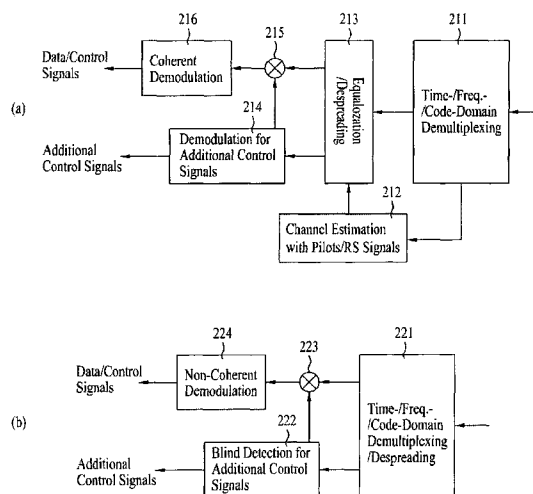 216
215
213
211
Data/Control
Signals
Coherent
Demodulation
Equalozation
/Despreading
Time-/Freq.-
/Code-Domain
Demultiplexing
(a)
214
Additional
Control Signals
Demodulation for
Additional Control
Signals
212
Channel Estimation
with Pilots/RS Signals
224
223
221
Data/Control
Signals
Non-Coherent
Demodulation
(b)
222
Time-/Freq.-
/Code-Domain
Demultiplexing
/Despreading
Additional
Control Signals
Blind Detection for
Additional Control
Signals